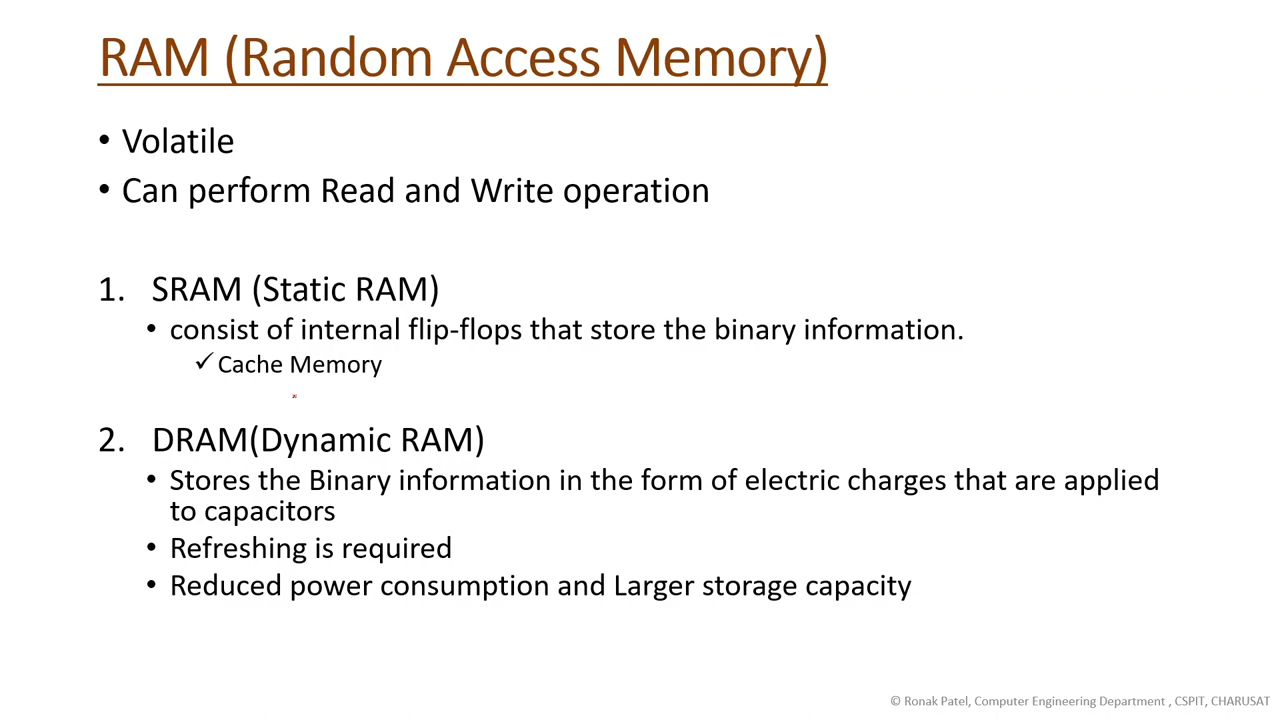 RAM (Random Access Memory)
• Volatile
• Can perform Read and Write operation
1. SRAM (Static RAM)
• consist of internal flip-flops that store the binary information.
✓ Cache Memory
2. DRAM(Dynamic RAM)
• Stores the Binary information in the form of electric charges that are applied
to capacitors
• Refreshing is required
• Reduced power consumption and Larger storage capacity
© Ronak Patel, Computer Engineering Department , CSPIT, CHARUSAT